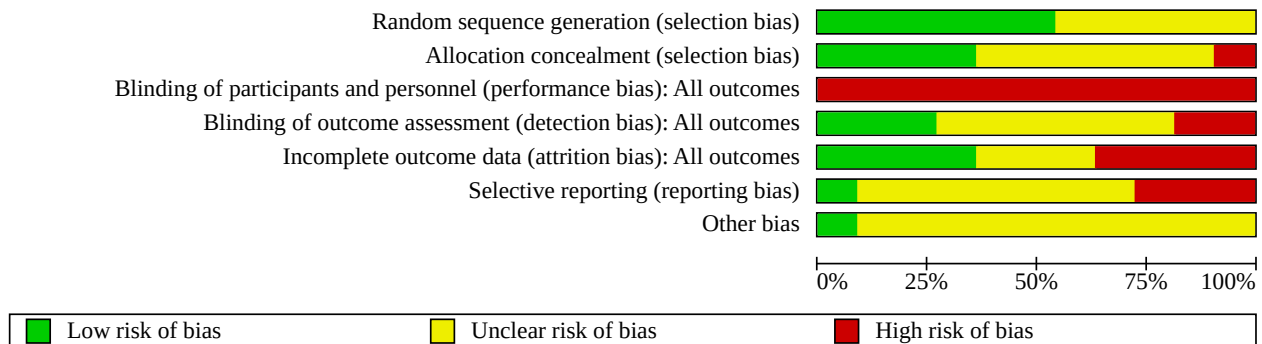 Random sequence generation (selection bias)
Allocation concealment (selection bias)
Blinding of participants and personnel (performance bias): All outcomes
Blinding of outcome assessment (detection bias): All outcomes
Incomplete outcome data (attrition bias): All outcomes
Selective reporting (reporting bias)
Other bias
0% 25% 50% 75% 100%
Low risk of bias Unclear risk of bias High risk of bias